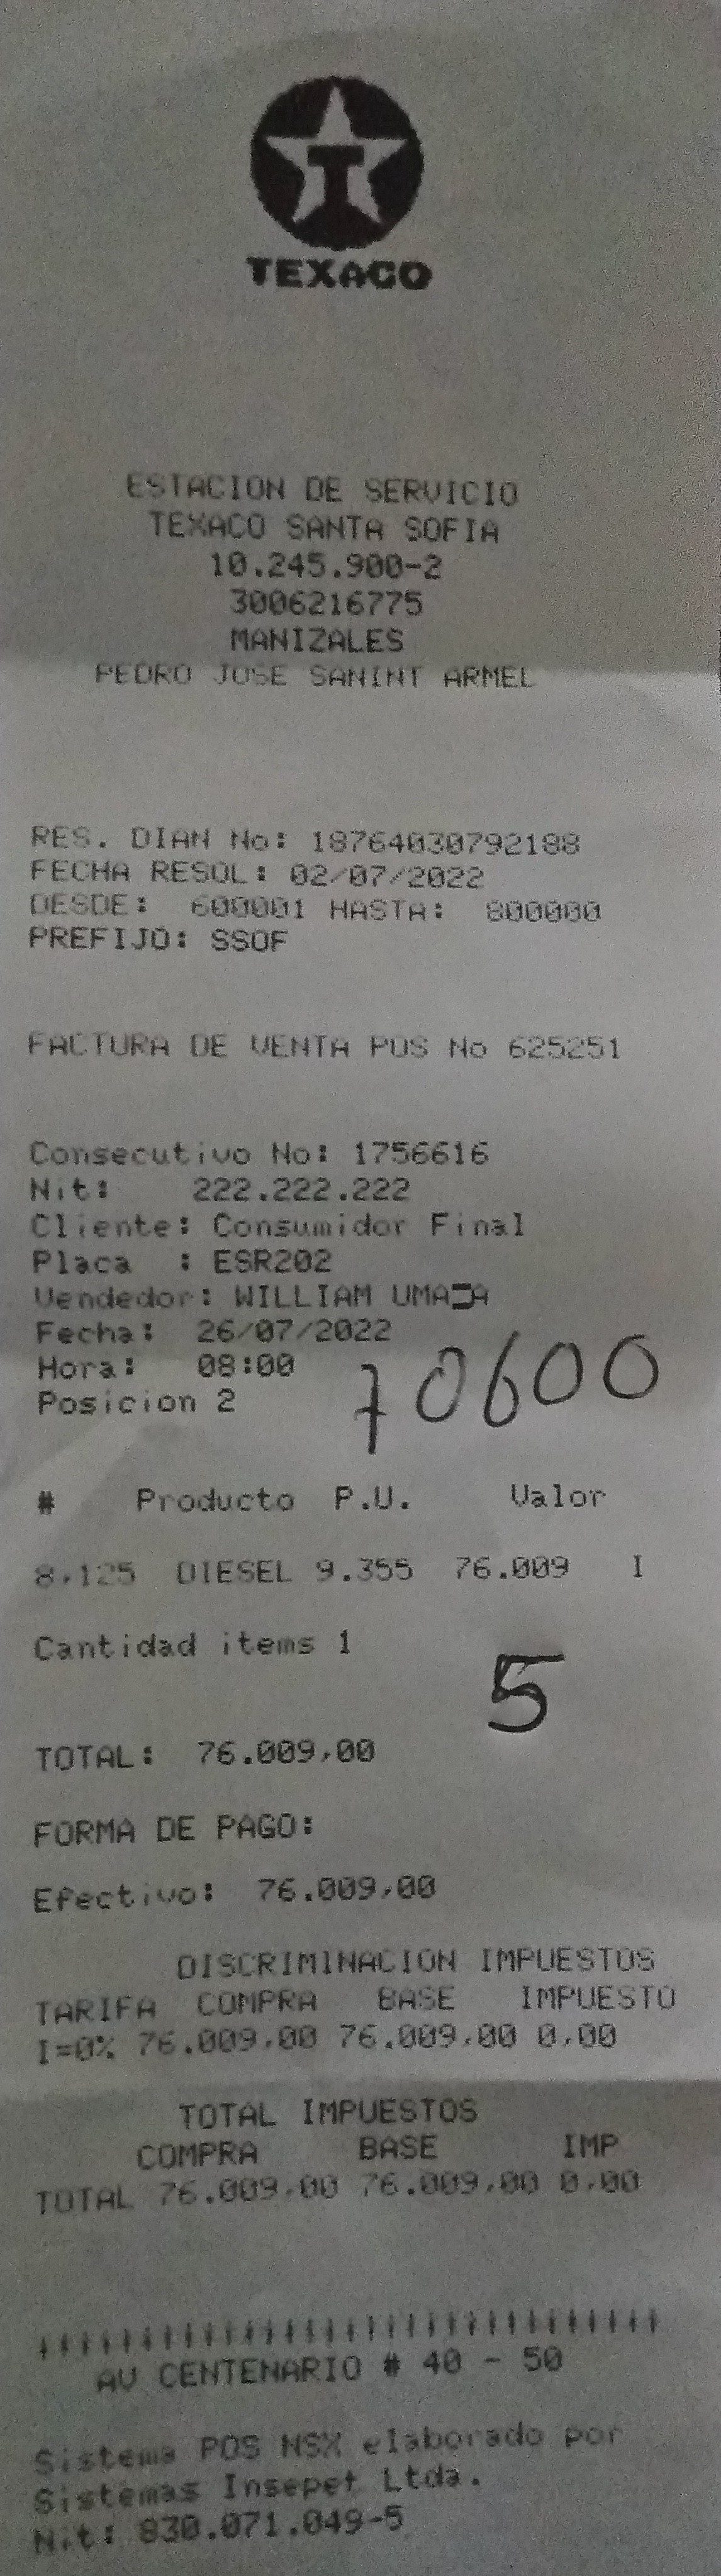 TEXACO
ESTACION DE SERVICIO
TEXACO SANTA SOFIA
10.245.900-2
3006216775
MANIZALES
PEDRO JOSE SANINT ARMEL
RES. DIAN No: 18764030792188
FECHA RESOL: 02/07/2022
DESDE: 600001 HASTA: 800000
PREFIJO: SSOF
FACTURA DE VENTA POS No 625251
Consecutivo No: 1756616
Nit: 222.222.222
Cliente: Consumidor Final
Placa : ESR202
Vendedor: WILLIAM
Fecha: 26/07/2022
Hora: 08:00
70600
Posicion 2
# Producto P.U. Valor
8,125 DIESEL 9.355 76.009 I
Cantidad items 1
5
TOTAL: 76.009,00
FORMA DE PAGO:
Efectivo: 76.009,00
DISCRIMINACION IMPUESTOS
TARIFA COMPRA BASE IMPUESTO
I=0% 76.009,00 76.009,00 0,00
TOTAL IMPUESTOS
COMPRA BASE IMP
TOTAL 76.009,00 76.009,00 0,00
AV CENTENARIO # 40 - 50
Sistema POS NSX elaborado por
Sistemas Insepet Ltda.
Nit: 830.071.049-5